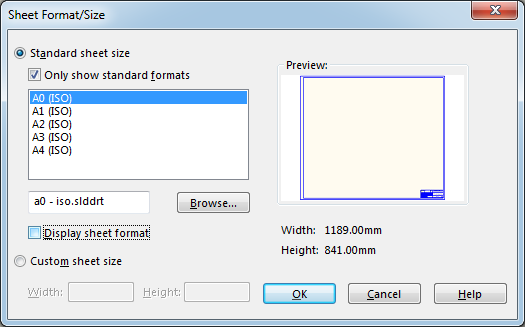 Sheet Format/Size
Standard sheet size
Only show standard formats
Preview:
A0 (ISO)
A1 (ISO)
A2 (ISO)
A3 (ISO)
A4 (ISO)
a0 - iso.slddrt
Browse...
Display sheet format
Width: 1189.00mm
Height: 841.00mm
Custom sheet size
Width:
Height:
OK
Cancel
Help